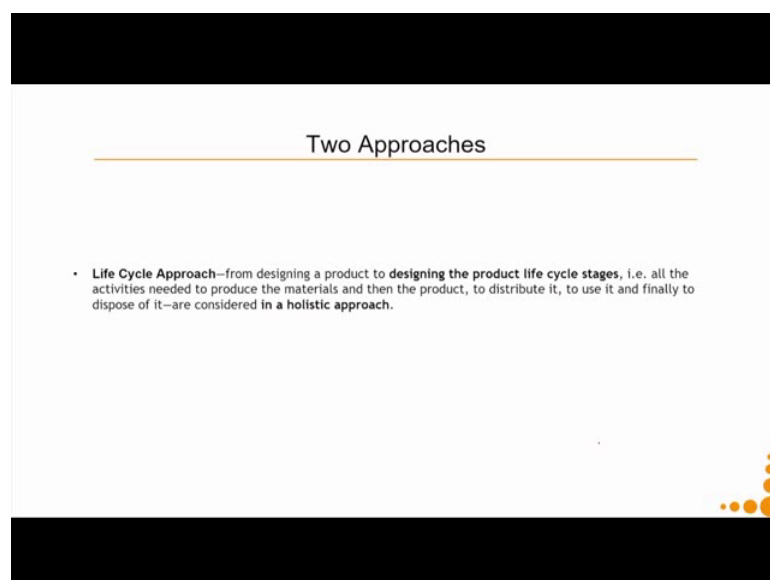 Two Approaches
• Life Cycle Approach—from designing a product to designing the product life cycle stages, i.e. all the
activities needed to produce the materials and then the product, to distribute it, to use it and finally to
dispose of it—are considered in a holistic approach.